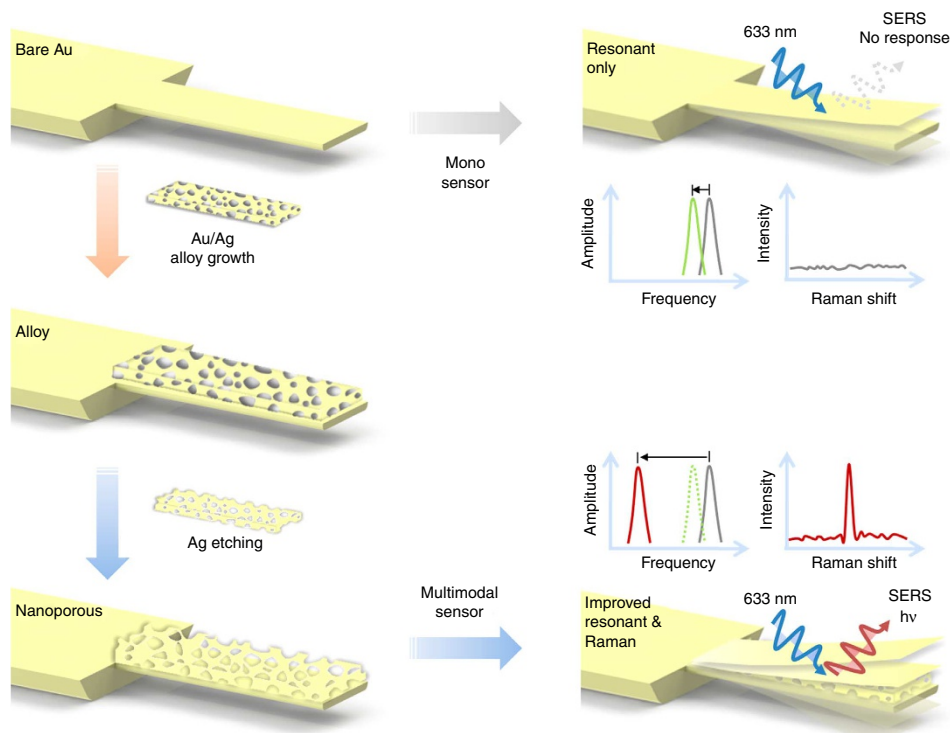 Bare Au
Mono
sensor
633 nm
SERS
No response
Resonant
only
Au/Ag
alloy growth
Amplitude
Frequency
Intensity
Raman shift
Alloy
Ag etching
Amplitude
Frequency
Intensity
Raman shift
Nanoporous
Multimodal
sensor
Improved
resonant &
Raman
633 nm
SERS
hν